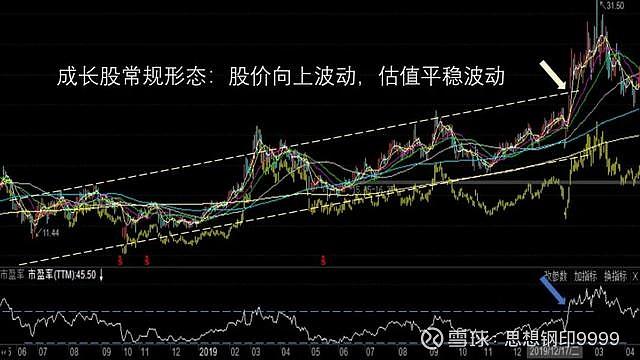 31.50
成长股常规形态：股价向上波动，估值平稳波动
11.44
市盈率 市盈率(TTM):45.50↓
改参数 加指标 换指标 X
06 07 08 09 10 11 12 2019 02 03 04 05 06 07 08 09 10 11 2019/12/17/二 03
雪球：思想钢印9999